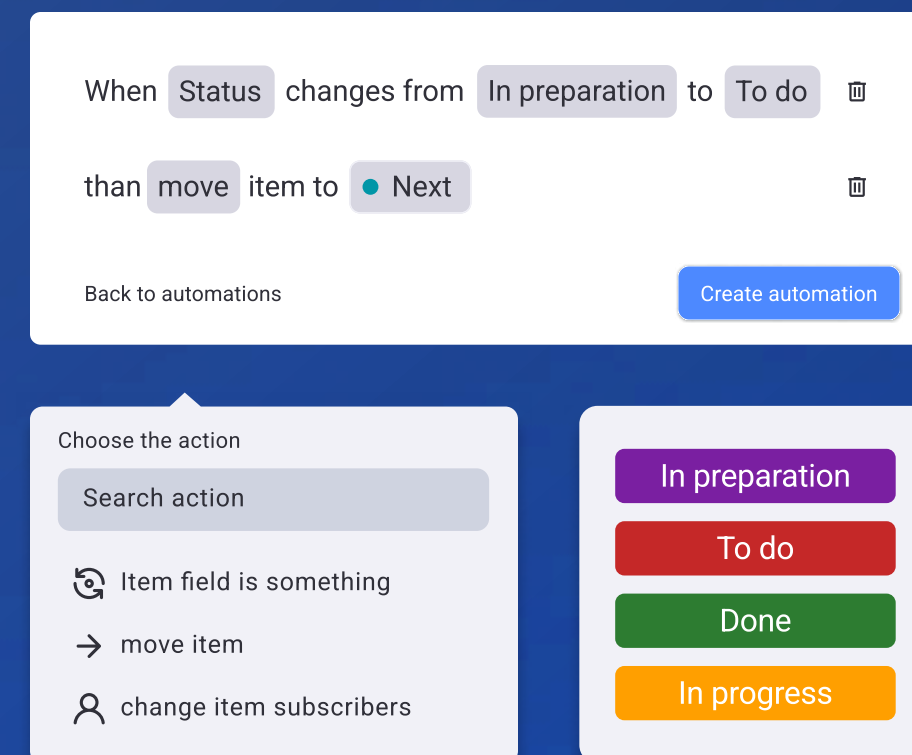 When Status changes from In preparation to To do
than move item to Next
Back to automations
Create automation
Choose the action
Search action
Item field is something
move item
change item subscribers
In preparation
To do
Done
In progress